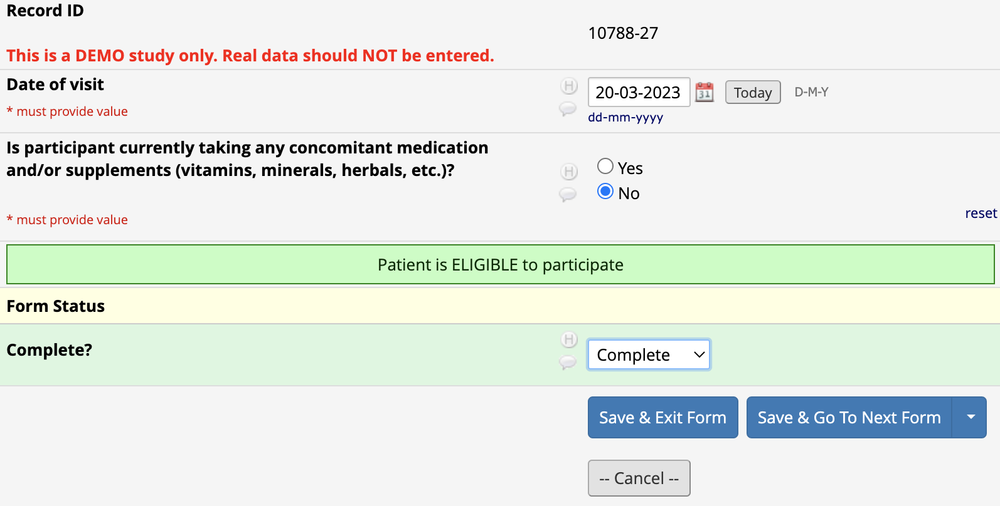 Record ID
10788-27
This is a DEMO study only. Real data should NOT be entered.
Date of visit
* must provide value
H
20-03-2023
31
Today
D-M-Y
dd-mm-yyyy
Is participant currently taking any concomitant medication
and/or supplements (vitamins, minerals, herbals, etc.)?
* must provide value
H
Yes
No
reset
Patient is ELIGIBLE to participate
Form Status
Complete?
H
Complete
Save & Exit Form
Save & Go To Next Form
-- Cancel --